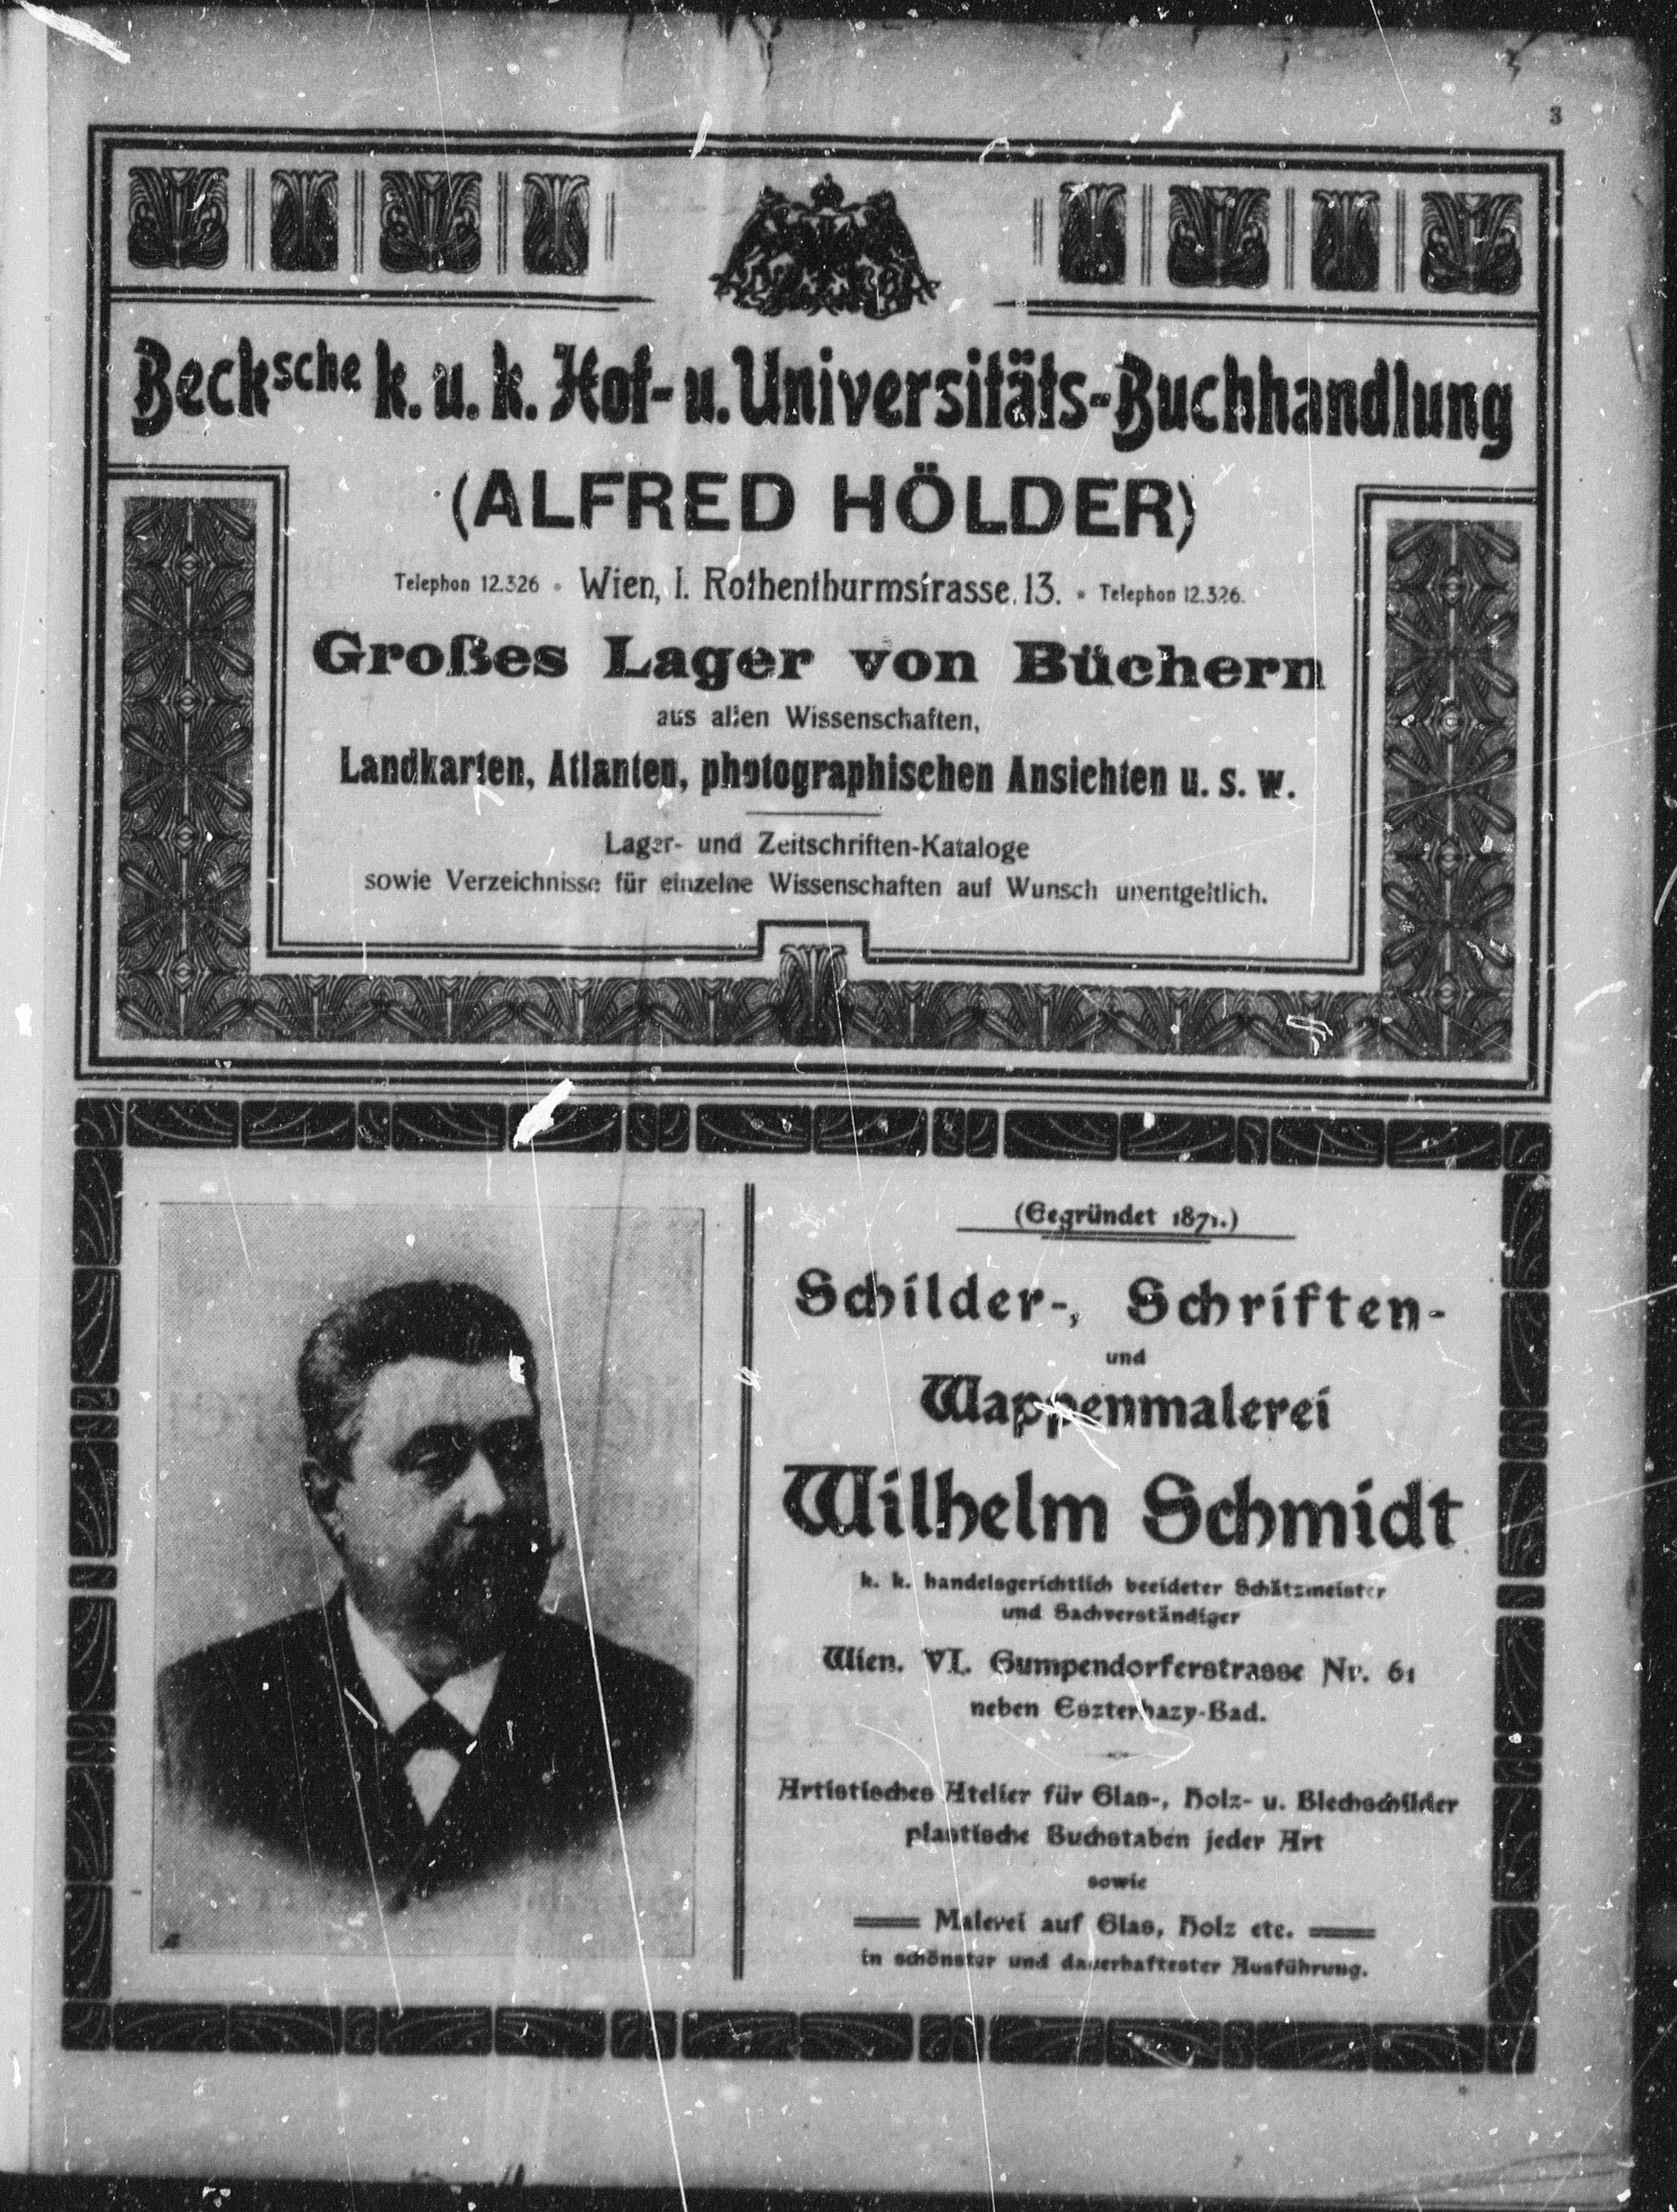 3
Becksche k. u. k. Hof- u. Universitäts-Buchhandlung
(ALFRED HÖLDER)
Telephon 12.326 • Wien, I. Rothenthurmstrasse 13. • Telephon 12.326.
Großes Lager von Büchern
aus allen Wissenschaften,
Landkarten, Atlanten, photographischen Ansichten u. s. w.
Lager- und Zeitschriften-Kataloge
sowie Verzeichnisse für einzelne Wissenschaften auf Wunsch unentgeltlich.
(Gegründet 1871.)
Schilder-, Schriften-
und
Wappenmalerei
Wilhelm Schmidt
k. k. handelsgerichtlich beeideter Schätzmeister
und Sachverständiger
Wien. VI. Gumpendorferstrasse Nr. 61
neben Eszterhazy-Bad.
Artistisches Atelier für Glas-, Holz- u. Blechschilder
plastische Buchstaben jeder Art
sowie
Malerei auf Glas, Holz etc.
in schönster und dauerhaftester Ausführung.